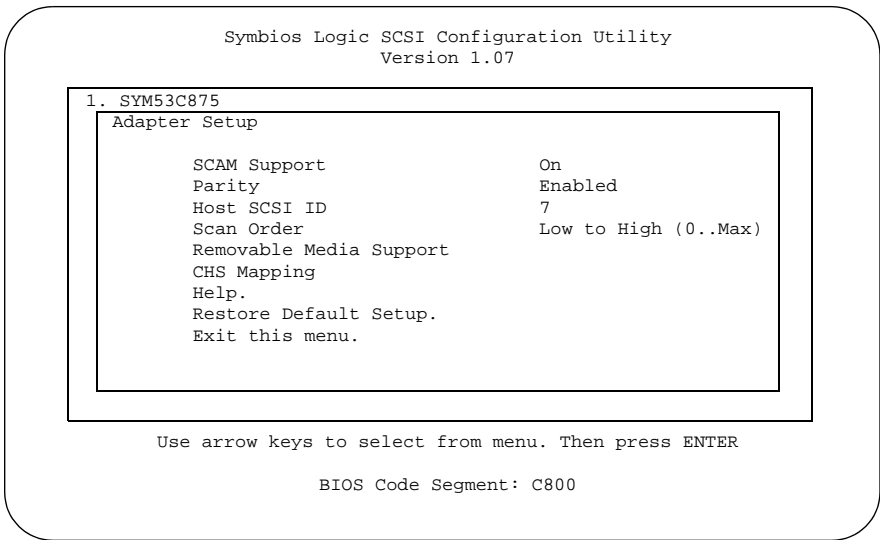 Symbios Logic SCSI Configuration Utility
Version 1.07
1. SYM53C875
Adapter Setup
SCAM Support On
Parity Enabled
Host SCSI ID 7
Scan Order Low to High (0..Max)
Removable Media Support
CHS Mapping
Help.
Restore Default Setup.
Exit this menu.
Use arrow keys to select from menu. Then press ENTER
BIOS Code Segment: C800